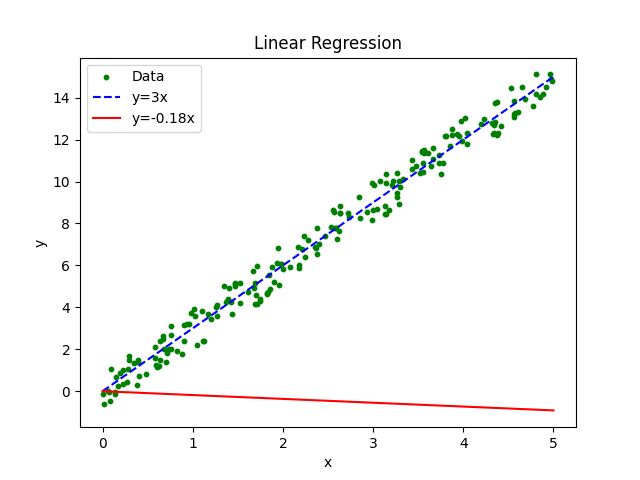 Linear Regression
Data
y=3x
y=-0.18x
14
12
10
8
6
4
2
0
y
0 1 2 3 4 5
x